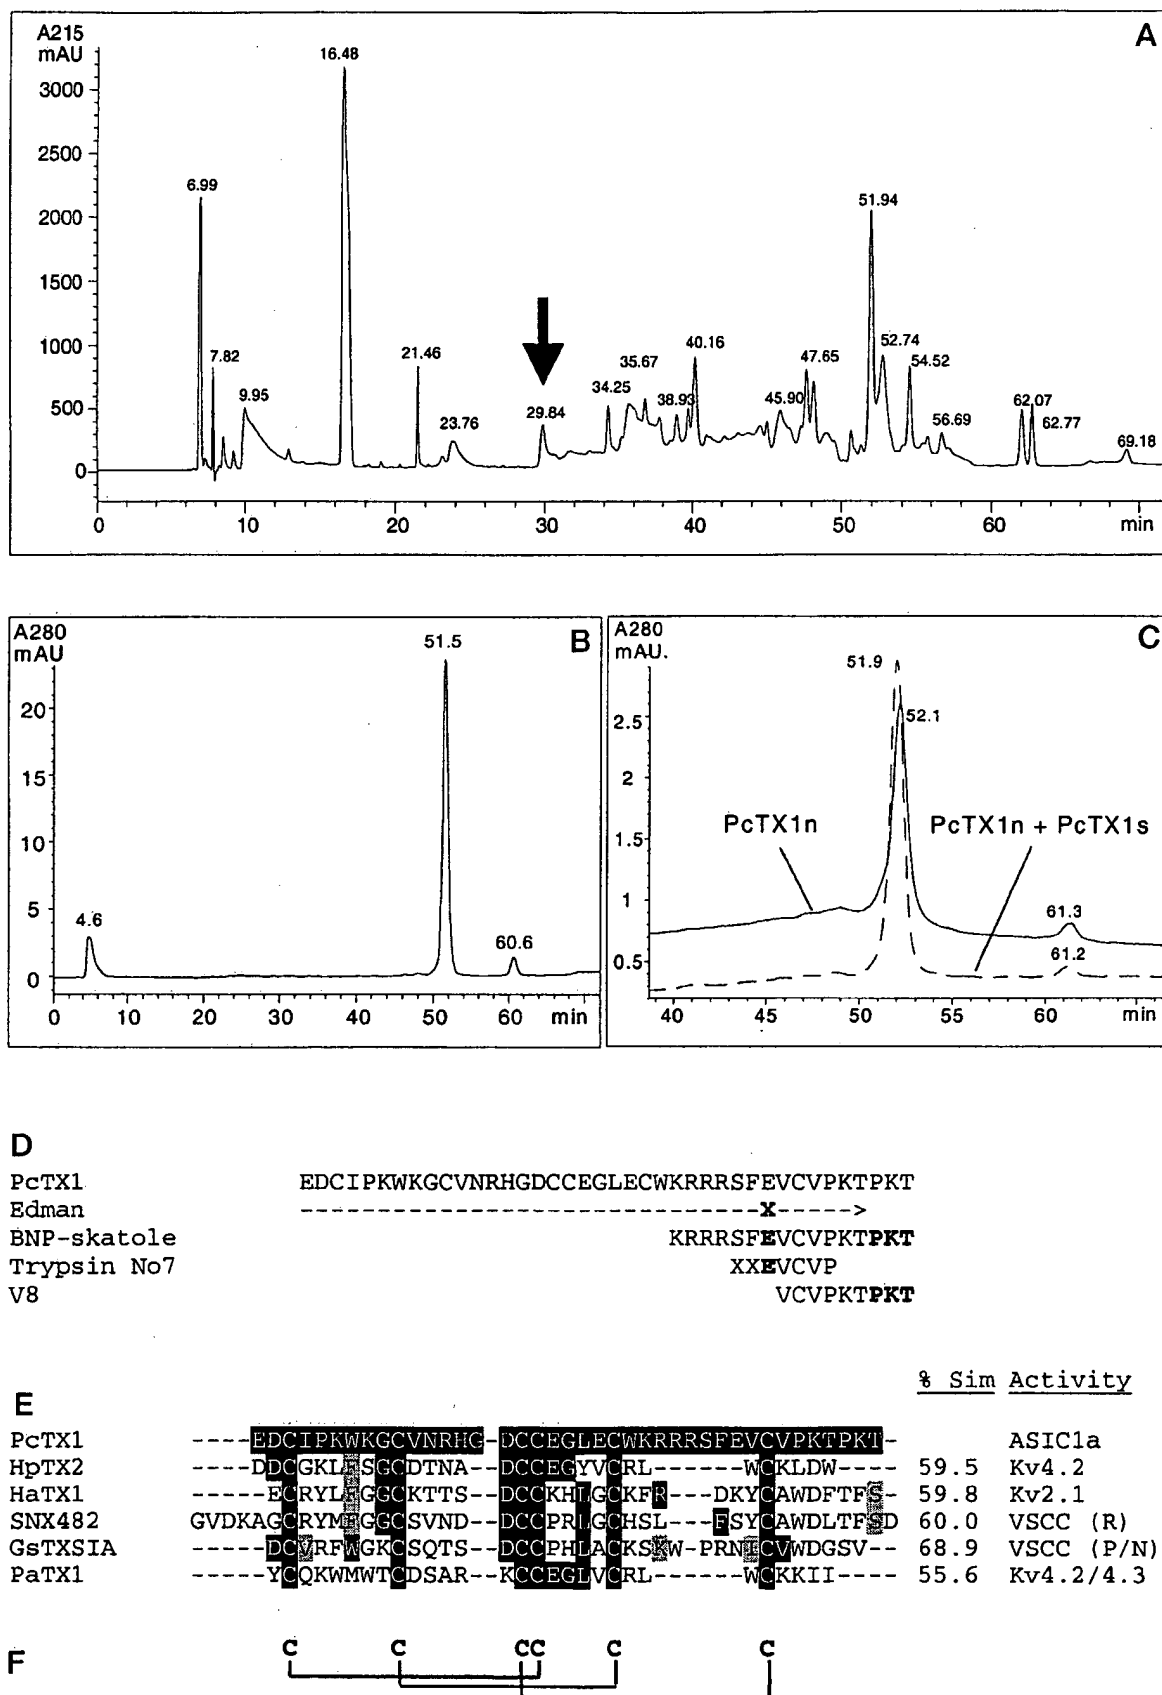 A215
mAU
A
3000
2500
2000
1500
1000
500
0
6.99
7.82
9.95
16.48
21.46
23.76
29.84
34.25
35.67
38.93
40.16
45.90
47.65
51.94
52.74
54.52
56.69
62.07
62.77
69.18
0 10 20 30 40 50 60 min
A280
mAU
B
20
15
10
5
0
4.6
51.5
60.6
0 10 20 30 40 50 60 min
A280
mAU.
C
2.5
2
1.5
1
0.5
51.9
52.1
PcTX1n
PcTX1n + PcTX1s
61.3
61.2
40 45 50 55 60 min
D
PcTX1 EDCIPKWKGCVNRHGDCCEGLECWKRRRSFEVCVPKTPKT
Edman ------------------------------X------>
BNP-skatole KRRRSFEVCVPKTPKT
Trypsin No7 XXEVCVP
V8 VCVPKTPKT
% Sim Activity
E
PcTX1 ----EDCIPKWKGCVNRHG-DCCEGLECWKRRRSFEVCVPKTPKT- ASIC1a
HpTX2 ----DDCGKLFSGCDTNA--DCCEGYVCRL------WCKLDW---- 59.5 Kv4.2
HaTX1 -----ECRYLFGGCKTTS--DCCKHLGCKFR---DKYCAWDFTFS- 59.8 Kv2.1
SNX482 GVDKAGCRYMFGGCSVND--DCCPRLGCHSL---FSYCAWDLTFSD 60.0 VSCC (R)
GsTXSIA -----DCVRFWGKCSQTS--DCCPHLACKSKW-PRNICVWDGSV-- 68.9 VSCC (P/N)
PaTX1 -----YCQKWMWTCDSAR--KCCEGLVCRL------WCKKII---- 55.6 Kv4.2/4.3
F
C C CC C C